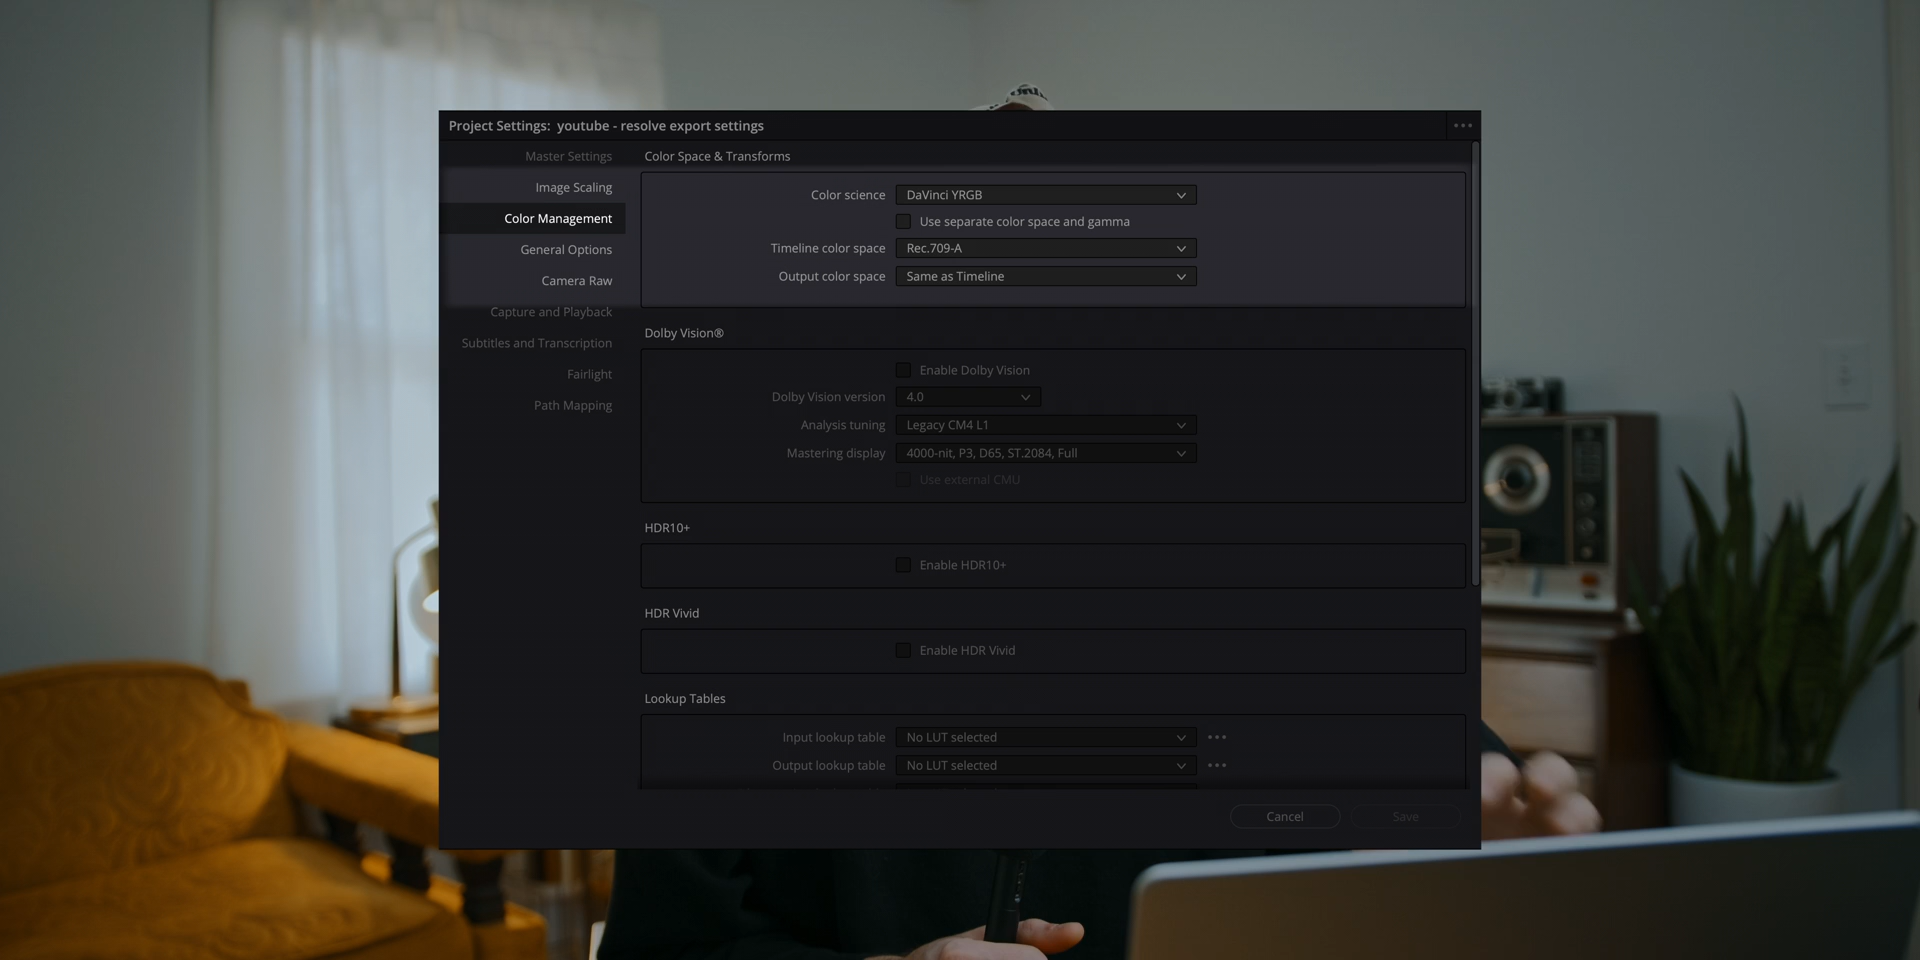 Project Settings: youtube - resolve export settings
Master Settings
Image Scaling
Color Management
General Options
Camera Raw
Capture and Playback
Subtitles and Transcription
Fairlight
Path Mapping
Color Space & Transforms
Color science DaVinci YRGB
Use separate color space and gamma
Timeline color space Rec.709-A
Output color space Same as Timeline
Dolby Vision®
Enable Dolby Vision
Dolby Vision version 4.0
Analysis tuning Legacy CM4 L1
Mastering display 4000-nit, P3, D65, ST.2084, Full
Use external CMU
HDR10+
Enable HDR10+
HDR Vivid
Enable HDR Vivid
Lookup Tables
Input lookup table No LUT selected
Output lookup table No LUT selected
Cancel
Save